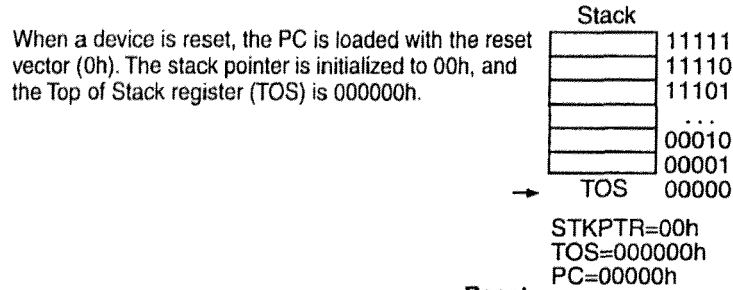 When a device is reset, the PC is loaded with the reset
vector (0h). The stack pointer is initialized to 00h, and
the Top of Stack register (TOS) is 000000h.
Stack
11111
11110
11101
...
00010
00001
TOS 00000
STKPTR=00h
TOS=000000h
PC=00000h